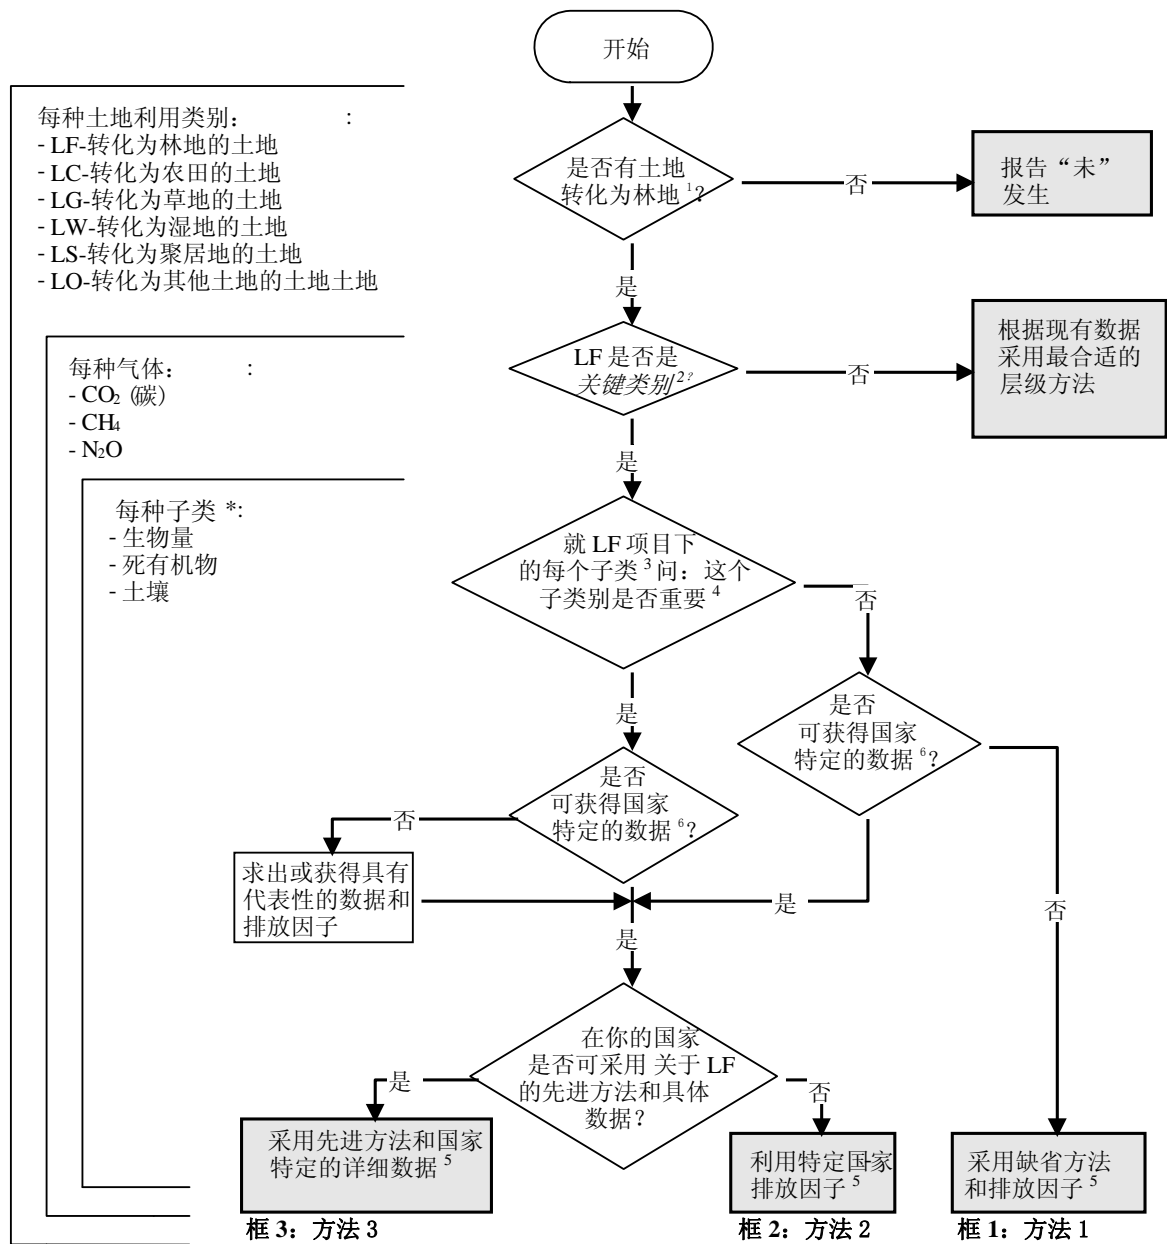 开始
每种土地利用类别： :
- LF-转化为林地的土地
- LC-转化为农田的土地
- LG-转化为草地的土地
- LW-转化为湿地的土地
- LS-转化为聚居地的土地
- LO-转化为其他土地的土地土地
是否有土地
转化为林地 1?
否
报告“未”
发生
是
每种气体： :
- CO2 (碳)
- CH4
- N2O
LF 是否是
关键类别2?
否
根据现有数据
采用最合适的
层级方法
是
每种子类 *:
- 生物量
- 死有机物
- 土壤
就 LF 项目下
的每个子类 3 问：这个
子类别是否重要 4
否
是
是否
可获得国家
特定的数据 6?
是否
可获得国家
特定的数据 6?
否
求出或获得具有
代表性的数据和
排放因子
是
否
是
在你的国家
是否可采用 关于 LF
的先进方法和具体
数据？
是
否
采用先进方法和国家
特定的详细数据 5
利用特定国家
排放因子 5
采用缺省方法
和排放因子 5
框 3：方法 3
框 2：方法 2
框 1：方法 1